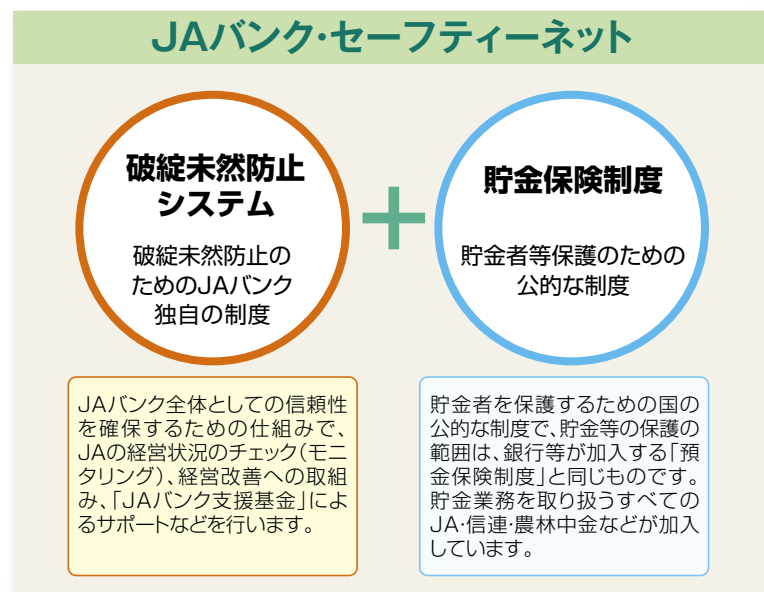 JAバンク・セーフティーネット
破綻未然防止
システム
破綻未然防止の
ためのJAバンク
独自の制度
+
貯金保険制度
貯金者等保護のための
公的な制度
JAバンク全体としての信頼性
を確保するための仕組みで、
JAの経営状況のチェック(モニ
タリング)、経営改善への取組
み、「JAバンク支援基金」によ
るサポートなどを行います。
貯金者を保護するための国の
公的な制度で、貯金等の保護の
範囲は、銀行等が加入する「預
金保険制度」と同じものです。
貯金業務を取り扱うすべての
JA・信連・農林中金などが加入
しています。